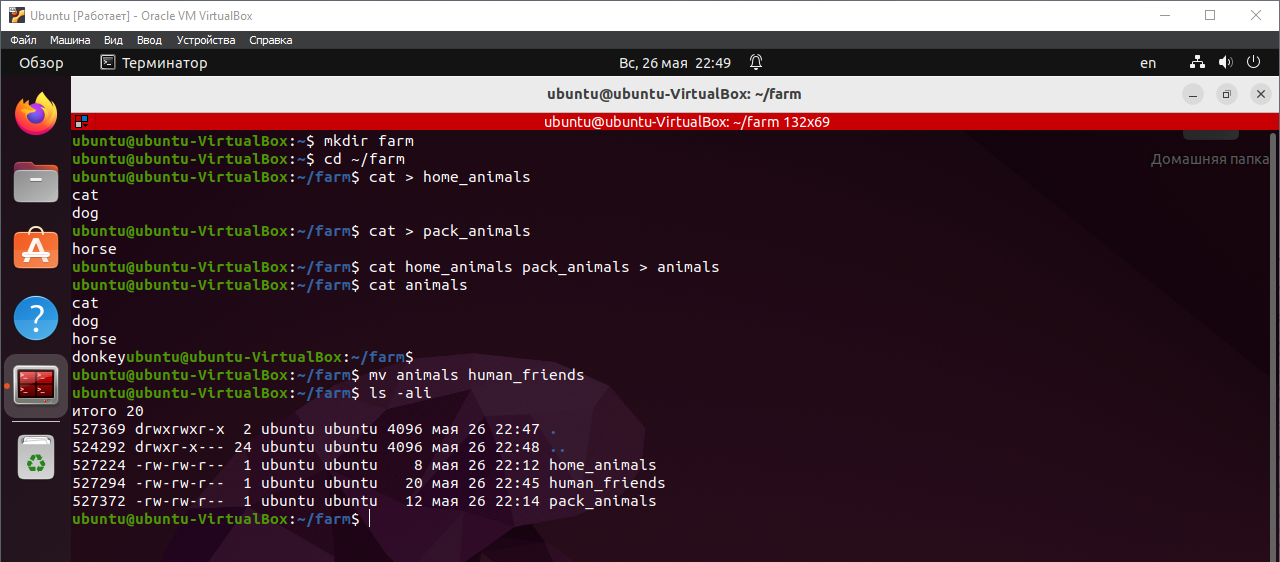 Ubuntu [Работает] - Oracle VM VirtualBox
Файл Машина Вид Ввод Устройства Справка
Обзор Терминатор Вс, 26 мая 22:49 en
ubuntu@ubuntu-VirtualBox: ~/farm
ubuntu@ubuntu-VirtualBox: ~/farm 132x69
Домашняя папка
ubuntu@ubuntu-VirtualBox:~$ mkdir farm
ubuntu@ubuntu-VirtualBox:~$ cd ~/farm
ubuntu@ubuntu-VirtualBox:~/farm$ cat > home_animals
cat
dog
ubuntu@ubuntu-VirtualBox:~/farm$ cat > pack_animals
horse
ubuntu@ubuntu-VirtualBox:~/farm$ cat home_animals pack_animals > animals
ubuntu@ubuntu-VirtualBox:~/farm$ cat animals
cat
dog
horse
donkeyubuntu@ubuntu-VirtualBox:~/farm$
ubuntu@ubuntu-VirtualBox:~/farm$ mv animals human_friends
ubuntu@ubuntu-VirtualBox:~/farm$ ls -ali
итого 20
527369 drwxrwxr-x  2 ubuntu ubuntu 4096 мая 26 22:47 .
524292 drwxr-x--- 24 ubuntu ubuntu 4096 мая 26 22:48 ..
527224 -rw-rw-r--  1 ubuntu ubuntu    8 мая 26 22:12 home_animals
527294 -rw-rw-r--  1 ubuntu ubuntu   20 мая 26 22:45 human_friends
527372 -rw-rw-r--  1 ubuntu ubuntu   12 мая 26 22:14 pack_animals
ubuntu@ubuntu-VirtualBox:~/farm$